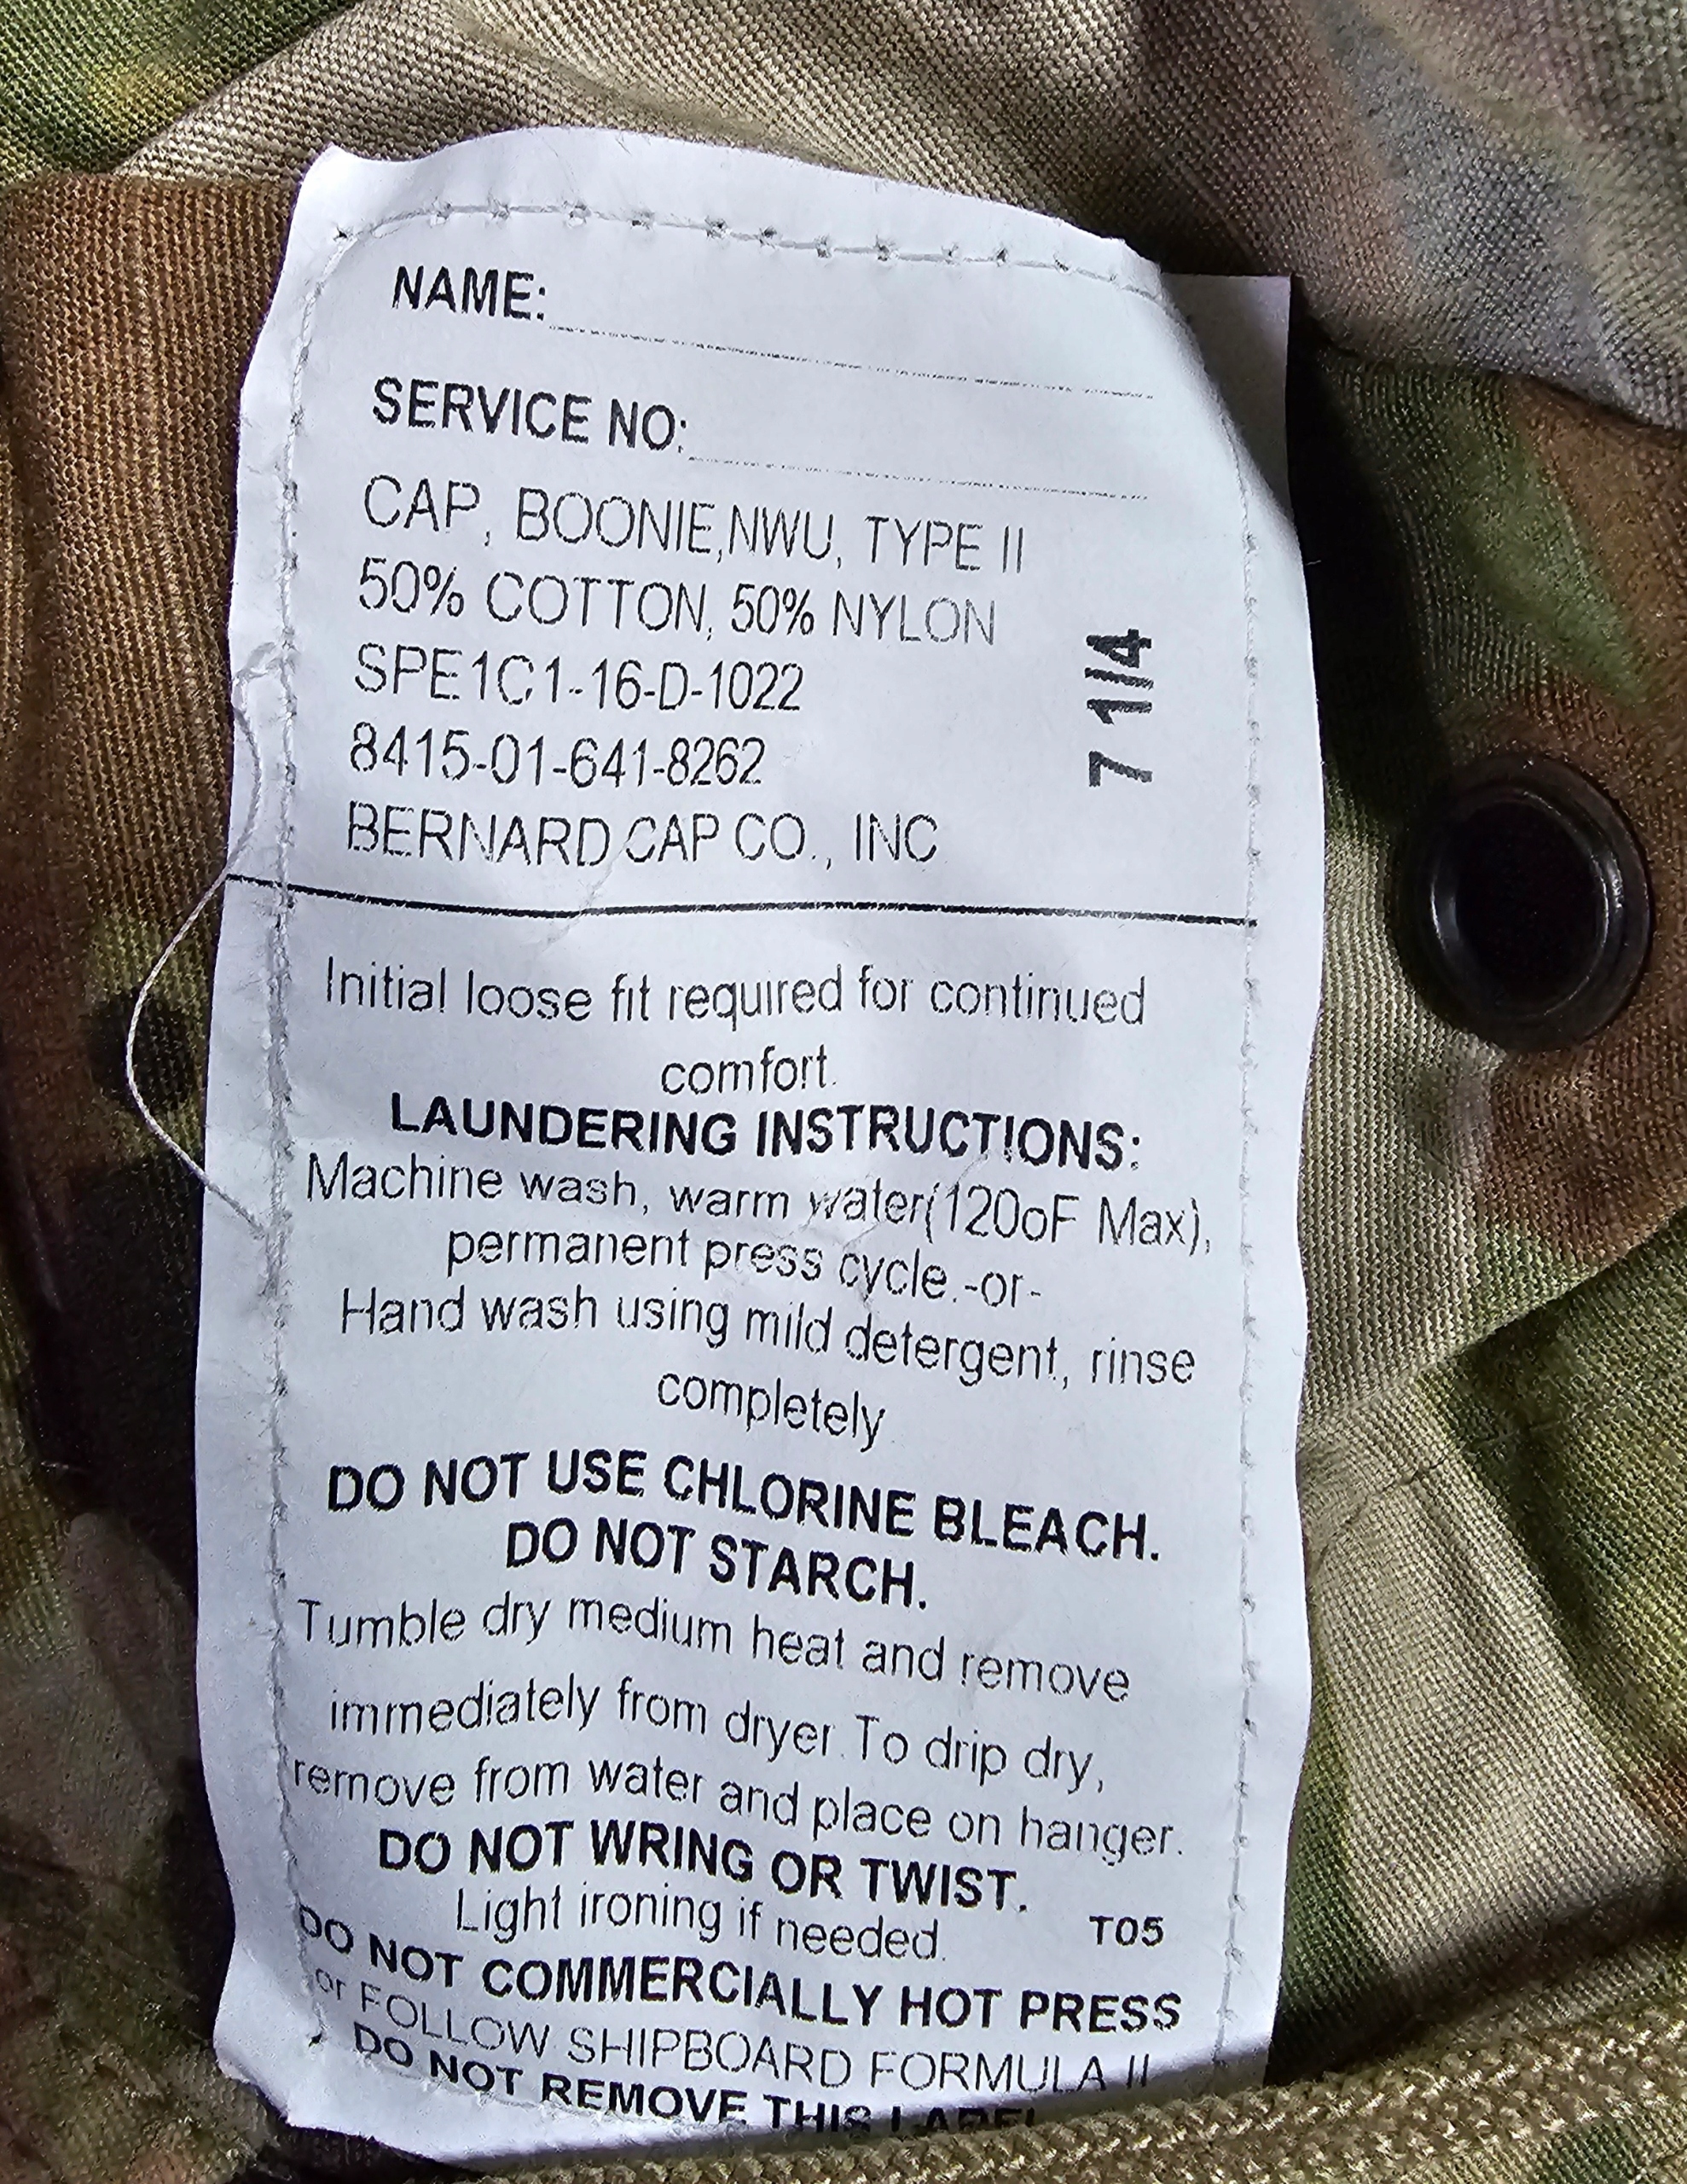 NAME:
SERVICE NO:
CAP, BOONIE,NWU, TYPE II
50% COTTON, 50% NYLON
SPE1C1-16-D-1022
8415-01-641-8262
BERNARD CAP CO., INC
7 1/4
Initial loose fit required for continued
comfort.
LAUNDERING INSTRUCTIONS:
Machine wash, warm water(120oF Max),
permanent press cycle.-or-
Hand wash using mild detergent, rinse
completely
DO NOT USE CHLORINE BLEACH.
DO NOT STARCH.
Tumble dry medium heat and remove
immediately from dryer.To drip dry,
remove from water and place on hanger.
DO NOT WRING OR TWIST.
Light ironing if needed.
T05
DO NOT COMMERCIALLY HOT PRESS
or FOLLOW SHIPBOARD FORMULA II
DO NOT REMOVE THIS LABEL